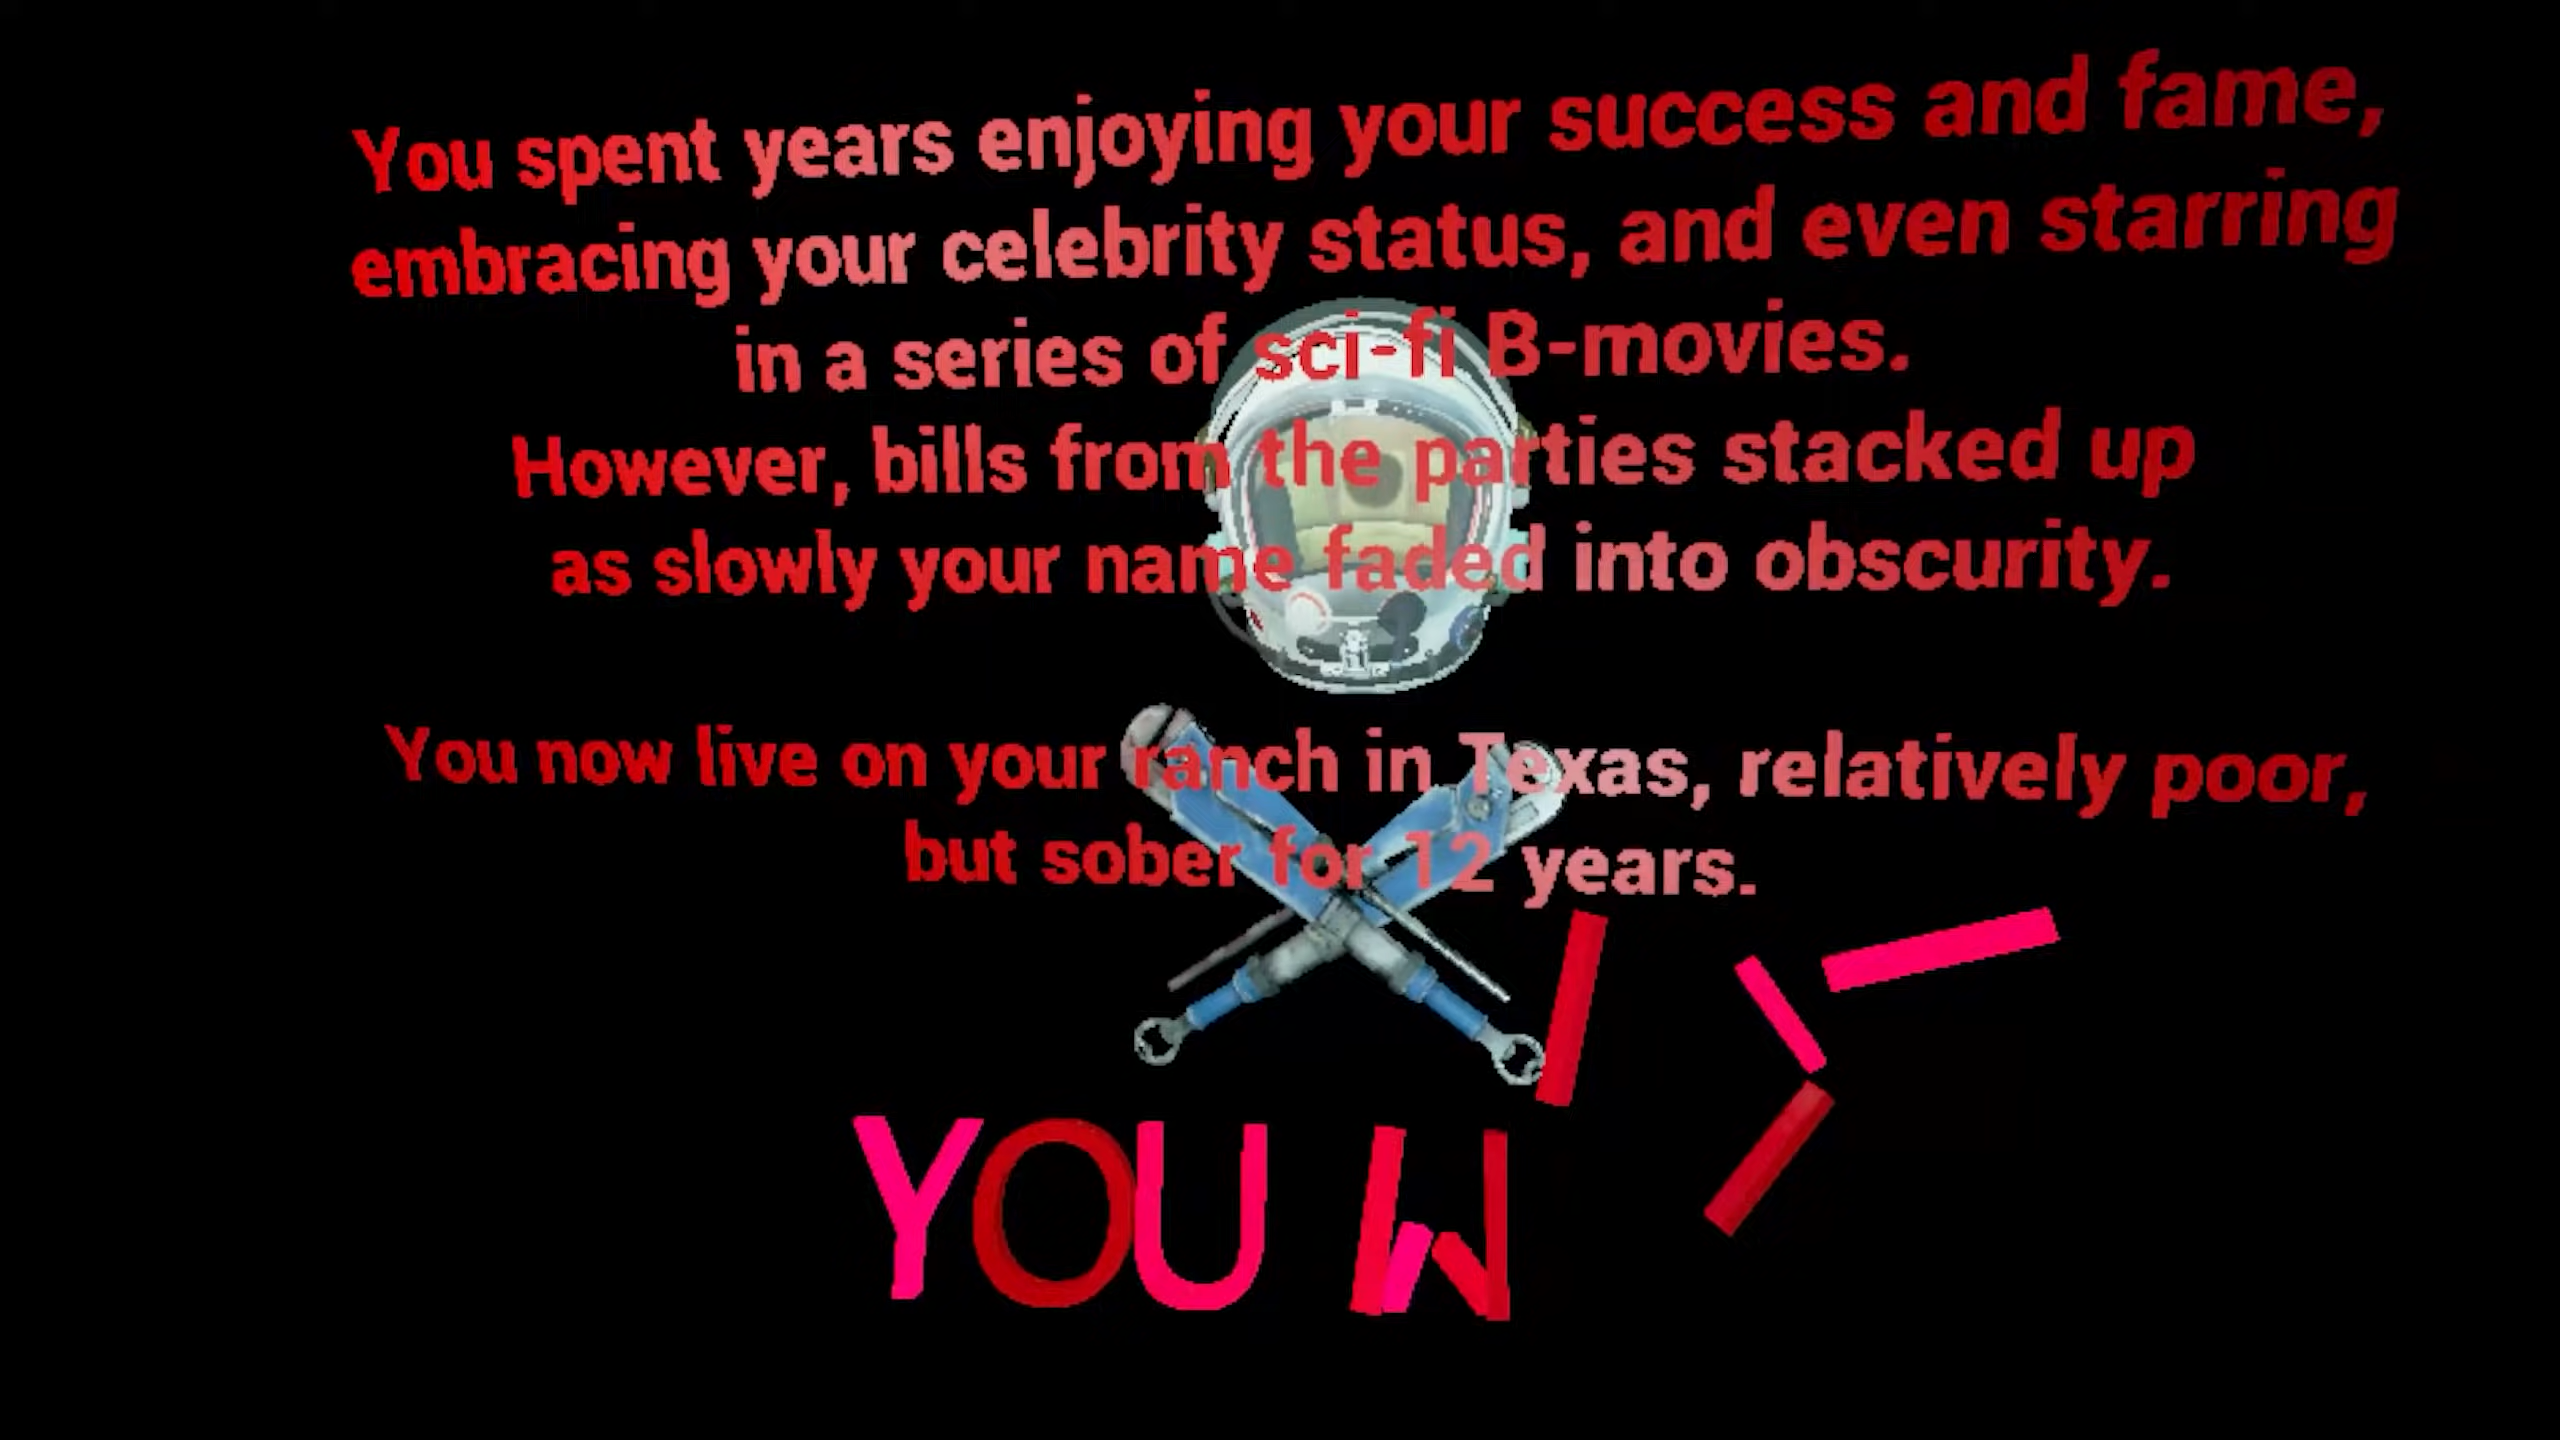 You spent years enjoying your success and fame,
embracing your celebrity status, and even starring
in a series of sci-fi B-movies.
However, bills from the parties stacked up
as slowly your name faded into obscurity.
You now live on your ranch in Texas, relatively poor,
but sober for 12 years.
YOU W